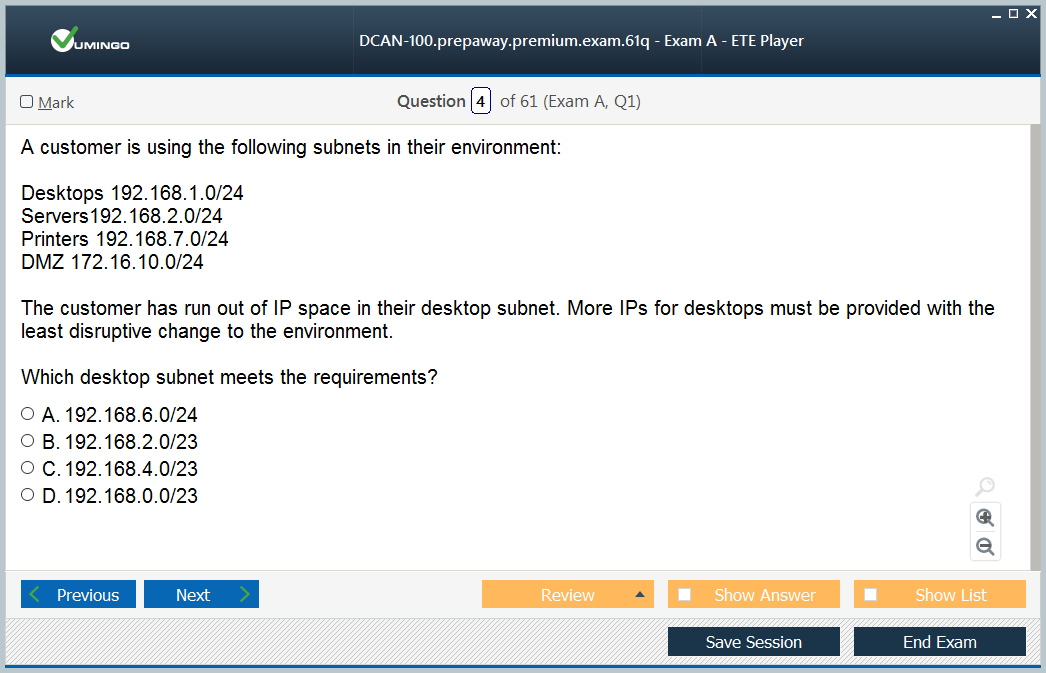 VUMINGO
DCAN-100.prepaway.premium.exam.61q - Exam A - ETE Player
Mark
Question 4 of 61 (Exam A, Q1)
A customer is using the following subnets in their environment:
Desktops 192.168.1.0/24
Servers192.168.2.0/24
Printers 192.168.7.0/24
DMZ 172.16.10.0/24
The customer has run out of IP space in their desktop subnet. More IPs for desktops must be provided with the
least disruptive change to the environment.
Which desktop subnet meets the requirements?
A. 192.168.6.0/24
B. 192.168.2.0/23
C. 192.168.4.0/23
D. 192.168.0.0/23
Previous Next Review Show Answer Show List
Save Session End Exam